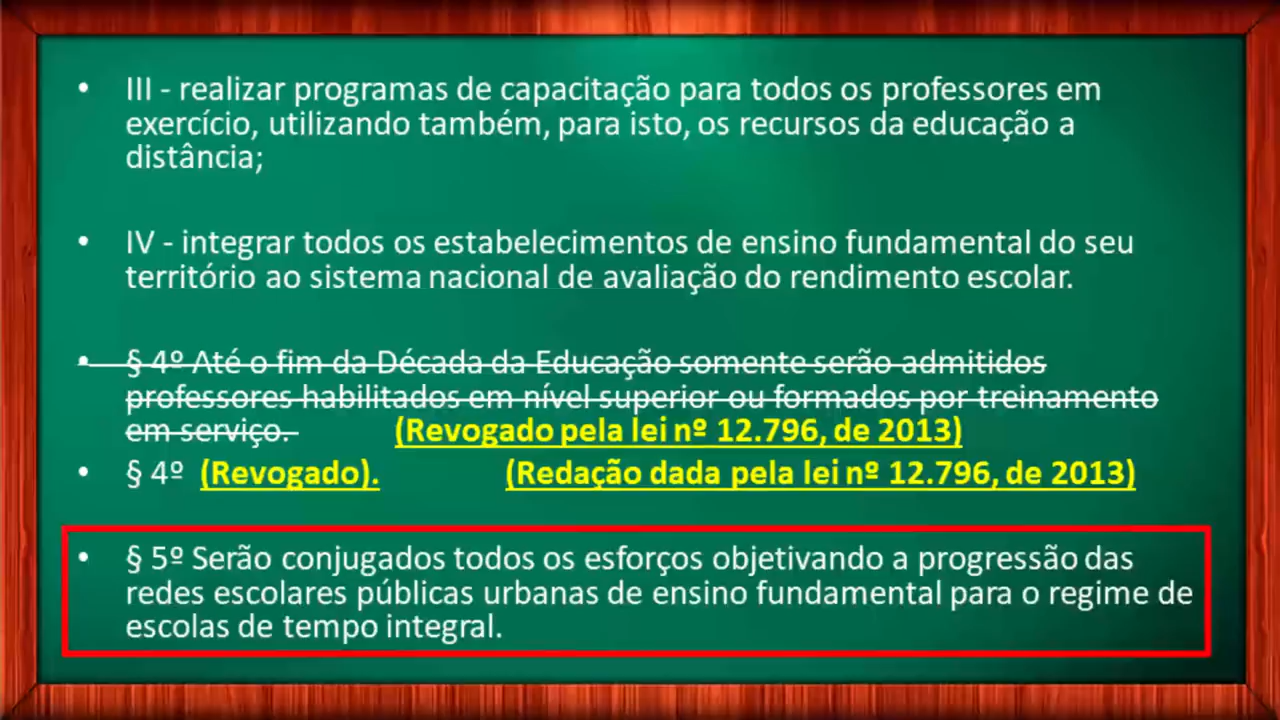 • III - realizar programas de capacitação para todos os professores em
exercício, utilizando também, para isto, os recursos da educação a
distância;
• IV - integrar todos os estabelecimentos de ensino fundamental do seu
território ao sistema nacional de avaliação do rendimento escolar.
• § 4º Até o fim da Década da Educação somente serão admitidos
professores habilitados em nível superior ou formados por treinamento
em serviço. (Revogado pela lei nº 12.796, de 2013)
• § 4º (Revogado). (Redação dada pela lei nº 12.796, de 2013)
• § 5º Serão conjugados todos os esforços objetivando a progressão das
redes escolares públicas urbanas de ensino fundamental para o regime de
escolas de tempo integral.